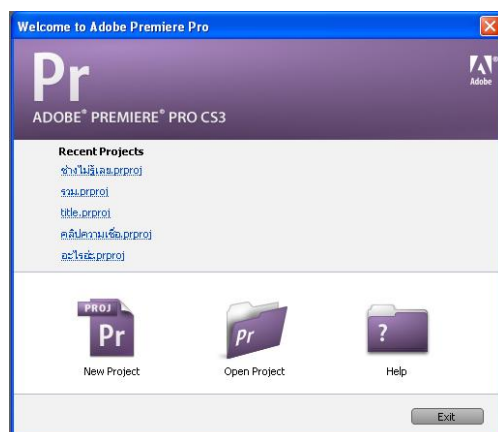 Welcome to Adobe Premiere Pro
Pr
Adobe®
ADOBE® PREMIERE® PRO CS3
Recent Projects
ช่างไม่รู้เลย.prproj
รวม.prproj
title.prproj
คลิปความเชื่อ.prproj
อะไรอ่ะ.prproj
PROJ
Pr
Pr
?
New Project
Open Project
Help
Exit